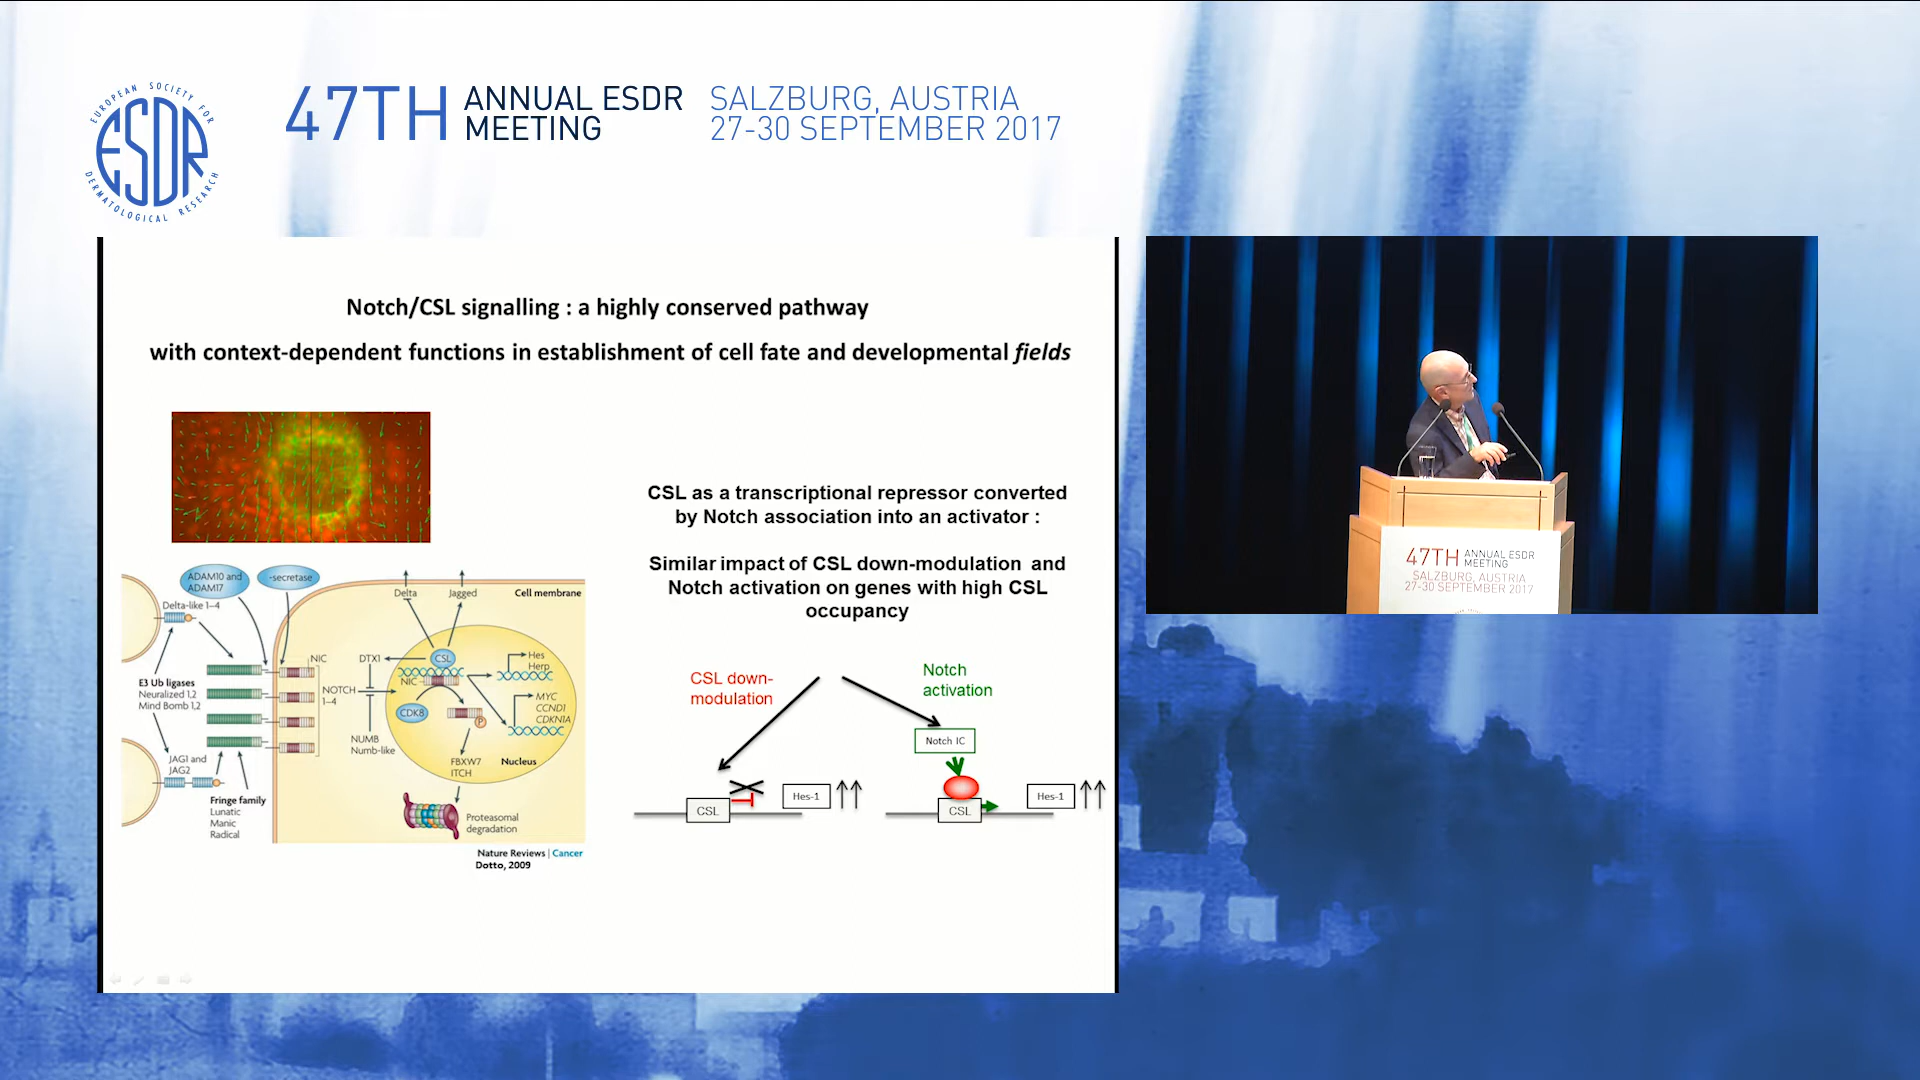 EUROPEAN SOCIETY FOR
ESDR
DERMATOLOGICAL RESEARCH
47TH ANNUAL ESDR MEETING
SALZBURG, AUSTRIA
27-30 SEPTEMBER 2017
Notch/CSL signalling : a highly conserved pathway
with context-dependent functions in establishment of cell fate and developmental fields
ADAM10 and
ADAM17
-secretase
Delta-like 1–4
Delta
Jagged
Cell membrane
E3 Ub ligases
Neuralized 1,2
Mind Bomb 1,2
NIC
NOTCH
1–4
DTX1
CSL
NIC
CDK8
P
Hes
Herp
MYC
CCND1
CDKN1A
NUMB
Numb-like
FBXW7
ITCH
Nucleus
JAG1 and
JAG2
Fringe family
Lunatic
Manic
Radical
Proteasomal
degradation
Nature Reviews | Cancer
Dotto, 2009
CSL as a transcriptional repressor converted
by Notch association into an activator :
Similar impact of CSL down-modulation and
Notch activation on genes with high CSL
occupancy
CSL down-
modulation
Notch
activation
Notch IC
CSL
Hes-1
CSL
Hes-1
47TH ANNUAL ESDR MEETING
SALZBURG, AUSTRIA
27-30 SEPTEMBER 2017